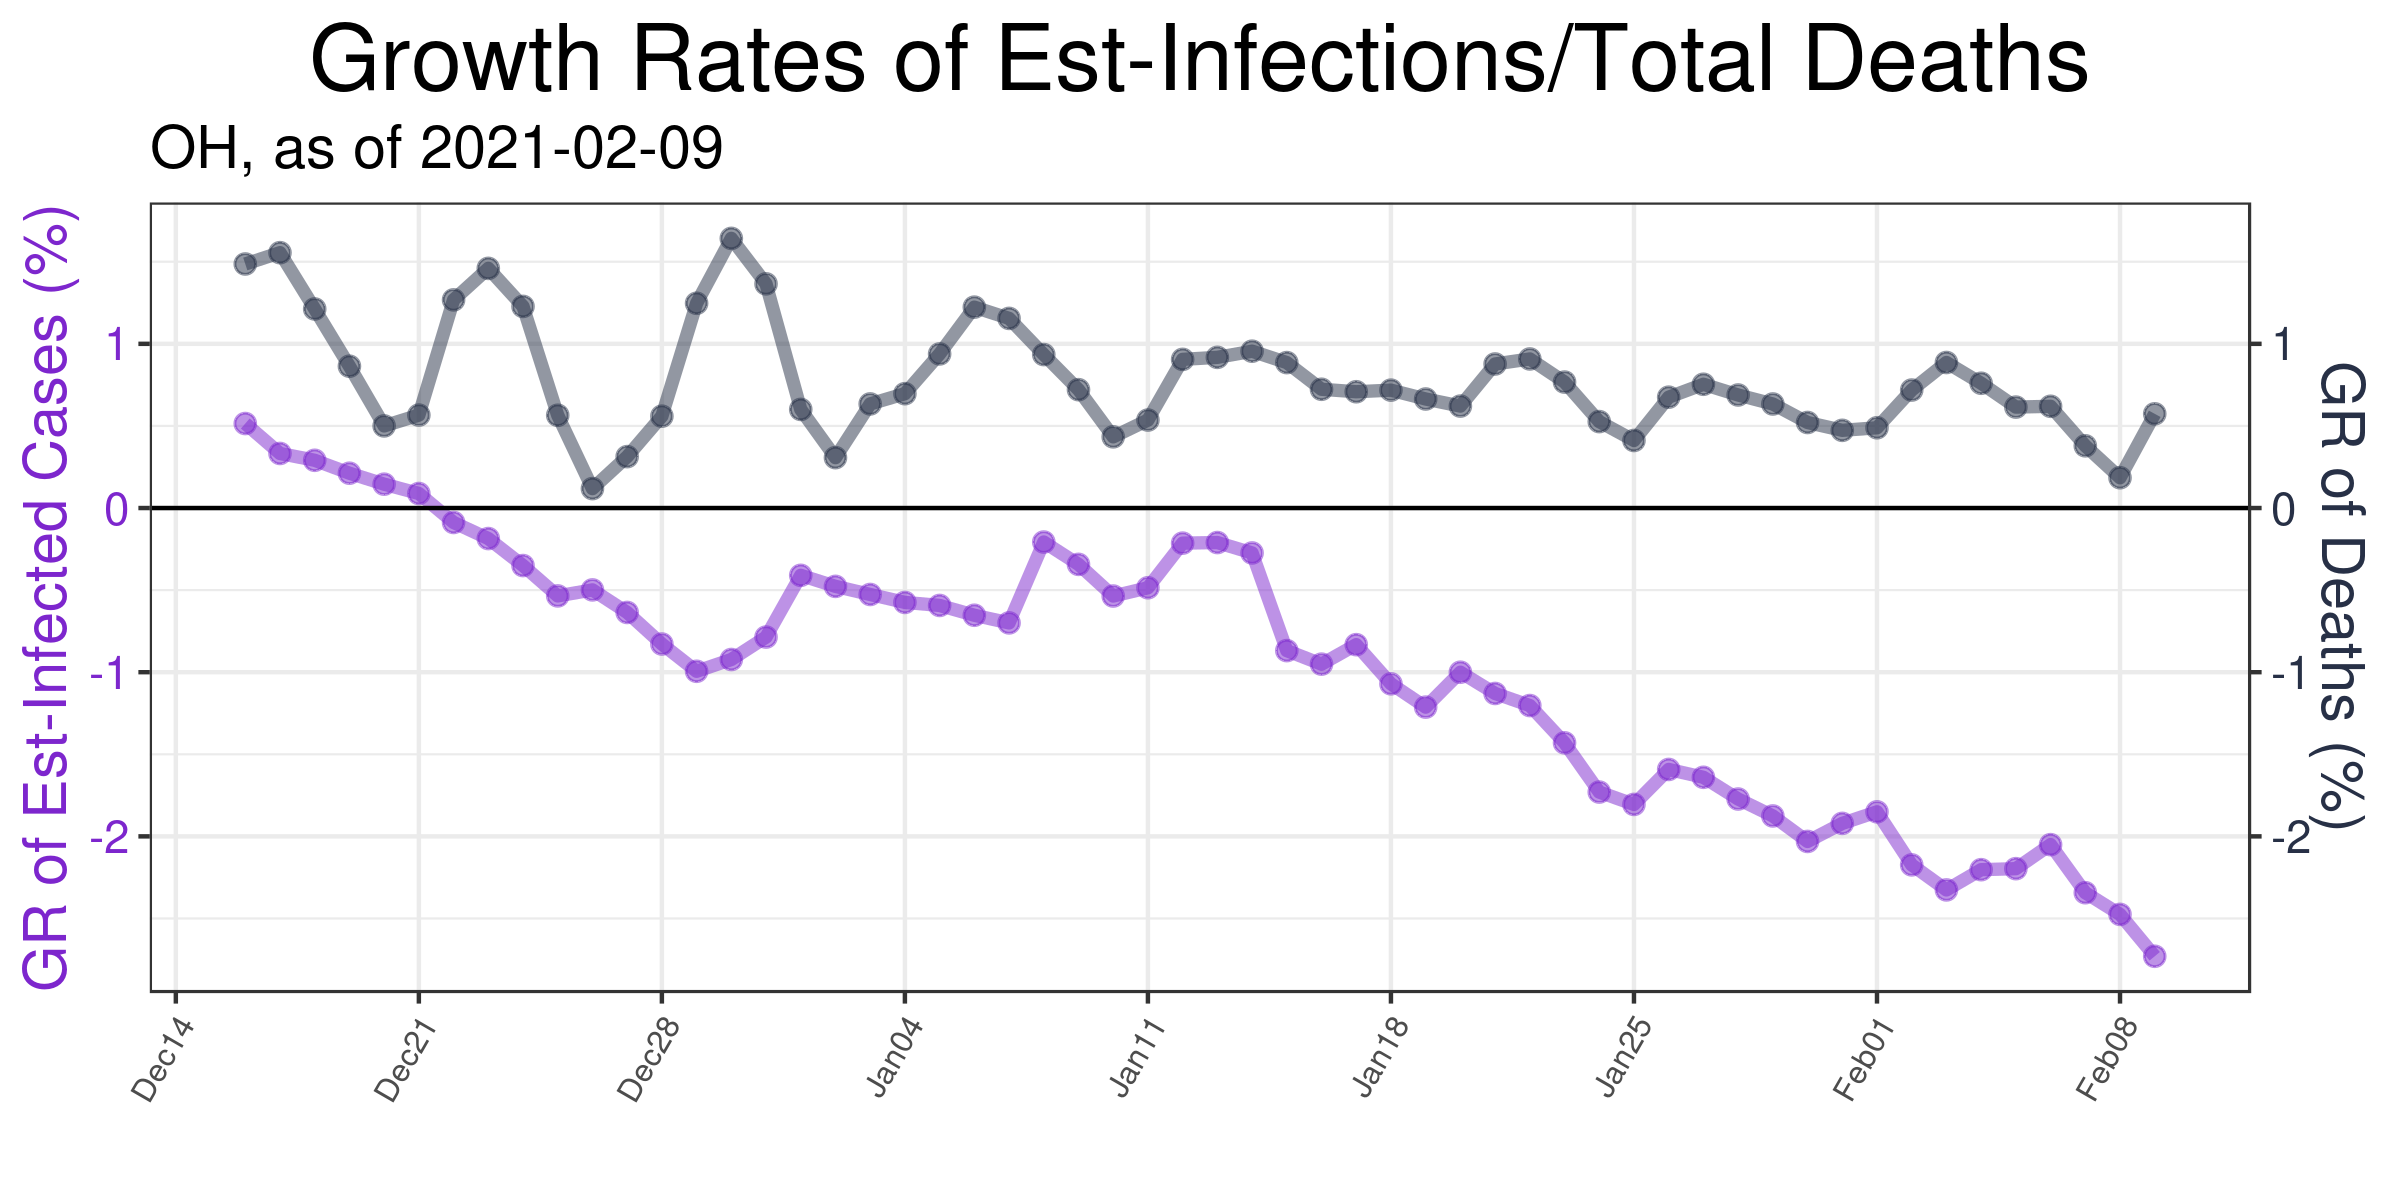 Growth Rates of Est-Infections/Total Deaths
OH, as of 2021-02-09
GR of Est-Infected Cases (%)
1
0
-1
-2
1
0
-1
-2
GR of Deaths (%)
Dec14
Dec21
Dec28
Jan04
Jan11
Jan18
Jan25
Feb01
Feb08